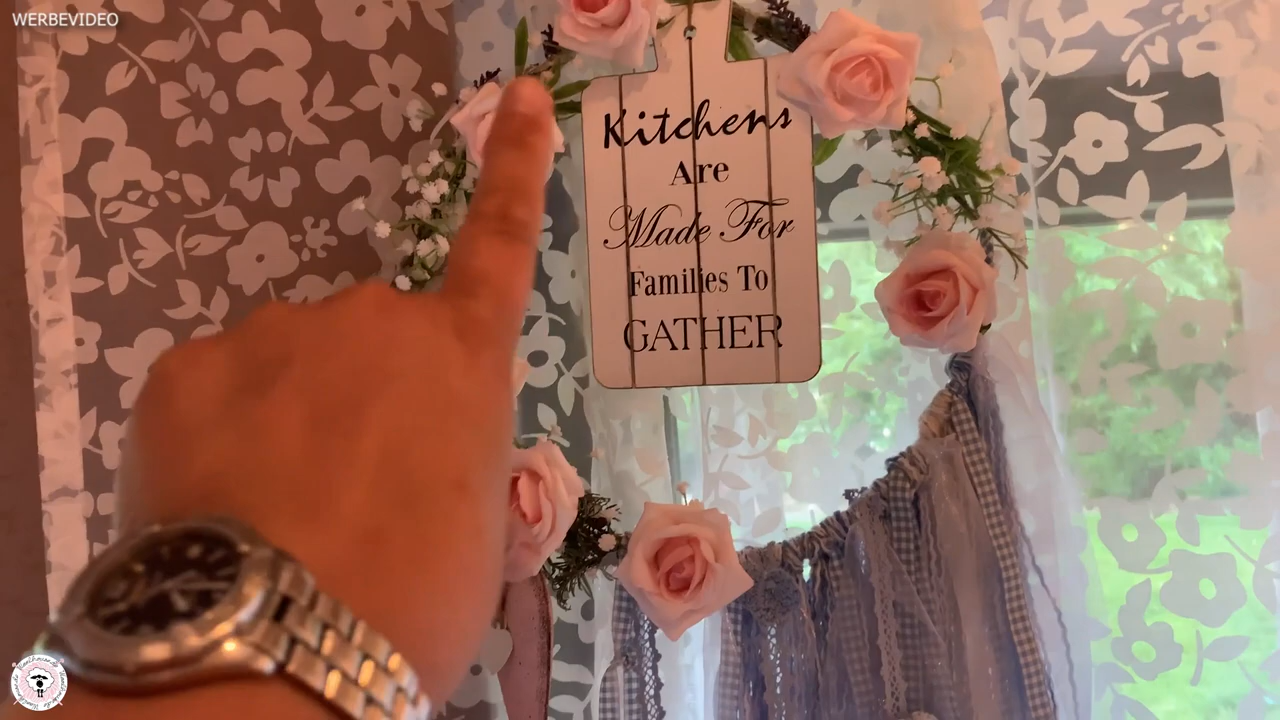 WERBEVIDEO
Kitchens
Are
Made For
Families To
GATHER